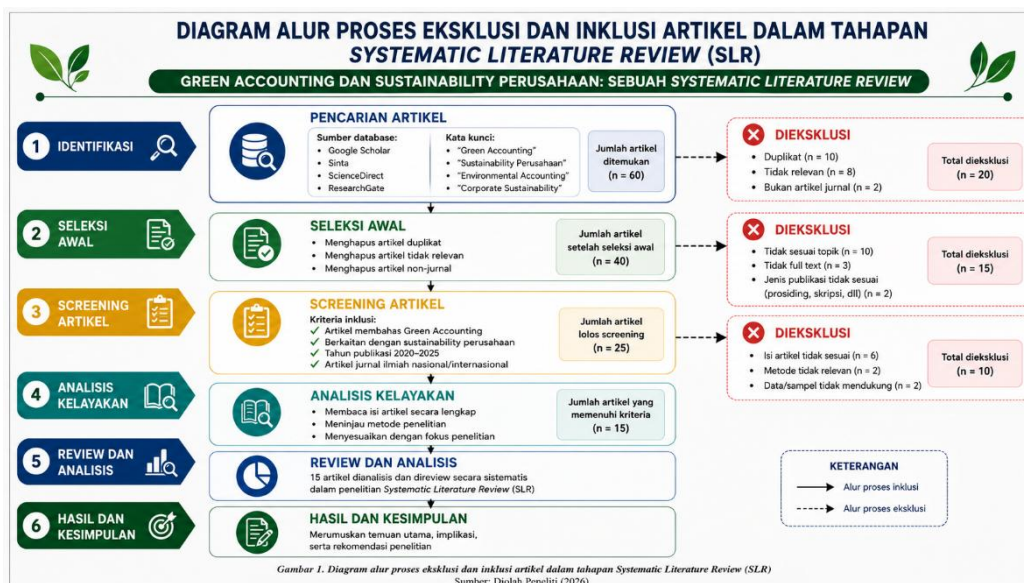 DIAGRAM ALUR PROSES EKSKLUSI DAN INKLUSI ARTIKEL DALAM TAHAPAN
SYSTEMATIC LITERATURE REVIEW (SLR)
GREEN ACCOUNTING DAN SUSTAINABILITY PERUSAHAAN: SEBUAH SYSTEMATIC LITERATURE REVIEW
1 IDENTIFIKASI
PENCARIAN ARTIKEL
Sumber database:
• Google Scholar
• Sinta
• ScienceDirect
• ResearchGate
Kata kunci:
• "Green Accounting"
• "Sustainability Perusahaan"
• "Environmental Accounting"
• "Corporate Sustainability"
Jumlah artikel
ditemukan
(n = 60)
DIEKSKLUSI
• Duplikat (n = 10)
• Tidak relevan (n = 8)
• Bukan artikel jurnal (n = 2)
Total dieksklusi
(n = 20)
2 SELEKSI
AWAL
SELEKSI AWAL
• Menghapus artikel duplikat
• Menghapus artikel tidak relevan
• Menghapus artikel non-jurnal
Jumlah artikel
setelah seleksi awal
(n = 40)
DIEKSKLUSI
• Tidak sesuai topik (n = 10)
• Tidak full text (n = 3)
• Jenis publikasi tidak sesuai
(prosiding, skripsi, dll) (n = 2)
Total dieksklusi
(n = 15)
3 SCREENING
ARTIKEL
SCREENING ARTIKEL
Kriteria inklusi:
✓ Artikel membahas Green Accounting
✓ Berkaitan dengan sustainability perusahaan
✓ Tahun publikasi 2020–2025
✓ Artikel jurnal ilmiah nasional/internasional
Jumlah artikel
lolos screening
(n = 25)
DIEKSKLUSI
• Isi artikel tidak sesuai (n = 6)
• Metode tidak relevan (n = 2)
• Data/sampel tidak mendukung (n = 2)
Total dieksklusi
(n = 10)
4 ANALISIS
KELAYAKAN
ANALISIS KELAYAKAN
• Membaca isi artikel secara lengkap
• Meninjau metode penelitian
• Menyesuaikan dengan fokus penelitian
Jumlah artikel yang
memenuhi kriteria
(n = 15)
5 REVIEW DAN
ANALISIS
REVIEW DAN ANALISIS
15 artikel dianalisis dan direview secara sistematis
dalam penelitian Systematic Literature Review (SLR)
6 HASIL DAN
KESIMPULAN
HASIL DAN KESIMPULAN
Merumuskan temuan utama, implikasi,
serta rekomendasi penelitian
KETERANGAN
Alur proses inklusi
Alur proses eksklusi
Gambar 1. Diagram alur proses eksklusi dan inklusi artikel dalam tahapan Systematic Literature Review (SLR)
Sumber: Diolah Peneliti (2026)